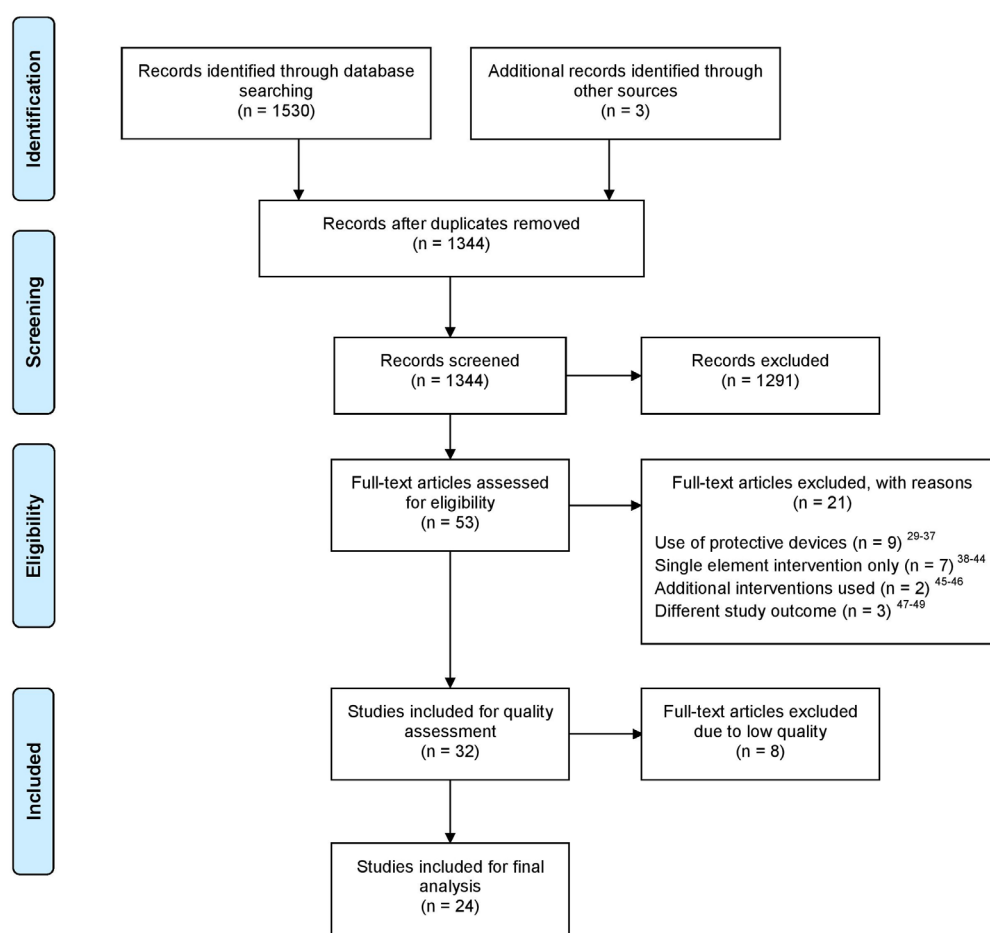 Identification
Records identified through database
searching
(n = 1530)
Additional records identified through
other sources
(n = 3)
Records after duplicates removed
(n = 1344)
Screening
Records screened
(n = 1344)
Records excluded
(n = 1291)
Eligibility
Full-text articles assessed
for eligibility
(n = 53)
Full-text articles excluded, with reasons
(n = 21)
Use of protective devices (n = 9) 29-37
Single element intervention only (n = 7) 38-44
Additional interventions used (n = 2) 45-46
Different study outcome (n = 3) 47-49
Included
Studies included for quality
assessment
(n = 32)
Full-text articles excluded
due to low quality
(n = 8)
Studies included for final
analysis
(n = 24)